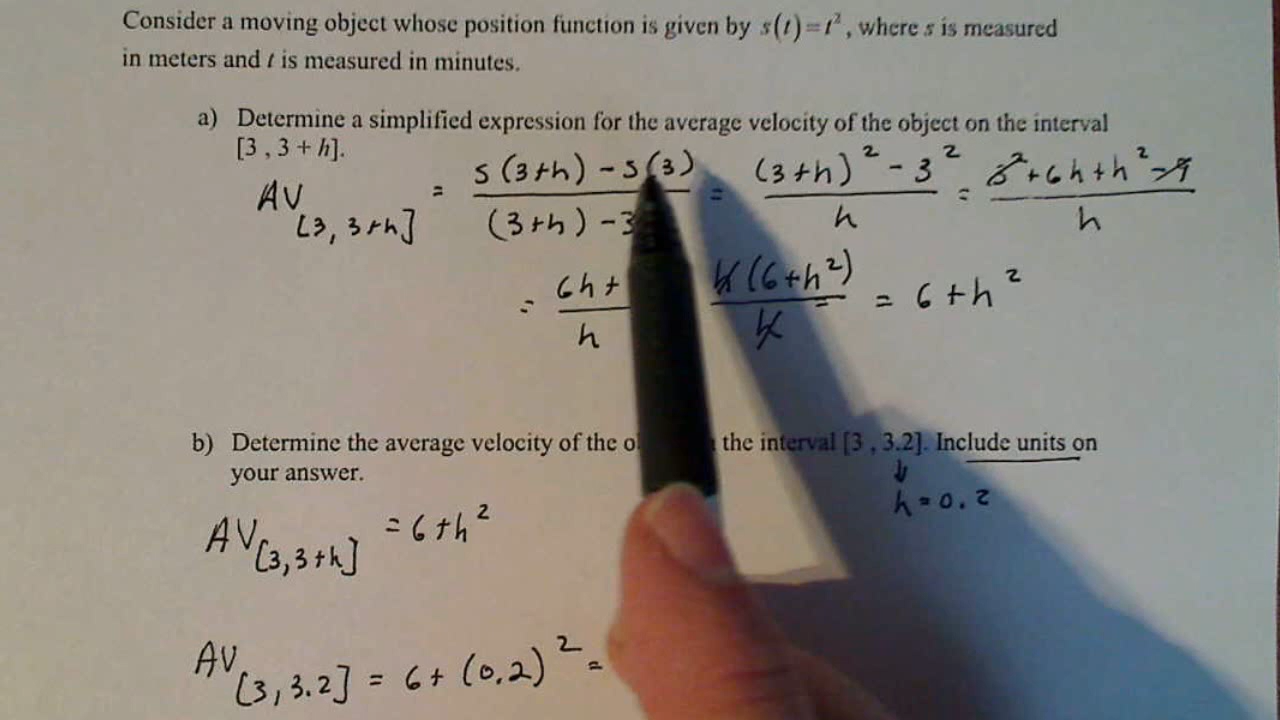 Consider a moving object whose position function is given by s(t)=t², where s is measured
in meters and t is measured in minutes.
a) Determine a simplified expression for the average velocity of the object on the interval
[3 , 3 + h].
AV [3, 3+h] = s(3+h) - s(3) / (3+h) - 3 = (3+h)² - 3² / h = 3² + 6h + h² - 9 / h
= 6h + / h h(6+h²) / h = 6 + h²
b) Determine the average velocity of the o the interval [3 , 3.2]. Include units on
your answer.
h = 0.2
AV [3, 3+h] = 6 + h²
AV [3, 3.2] = 6 + (0.2)² =